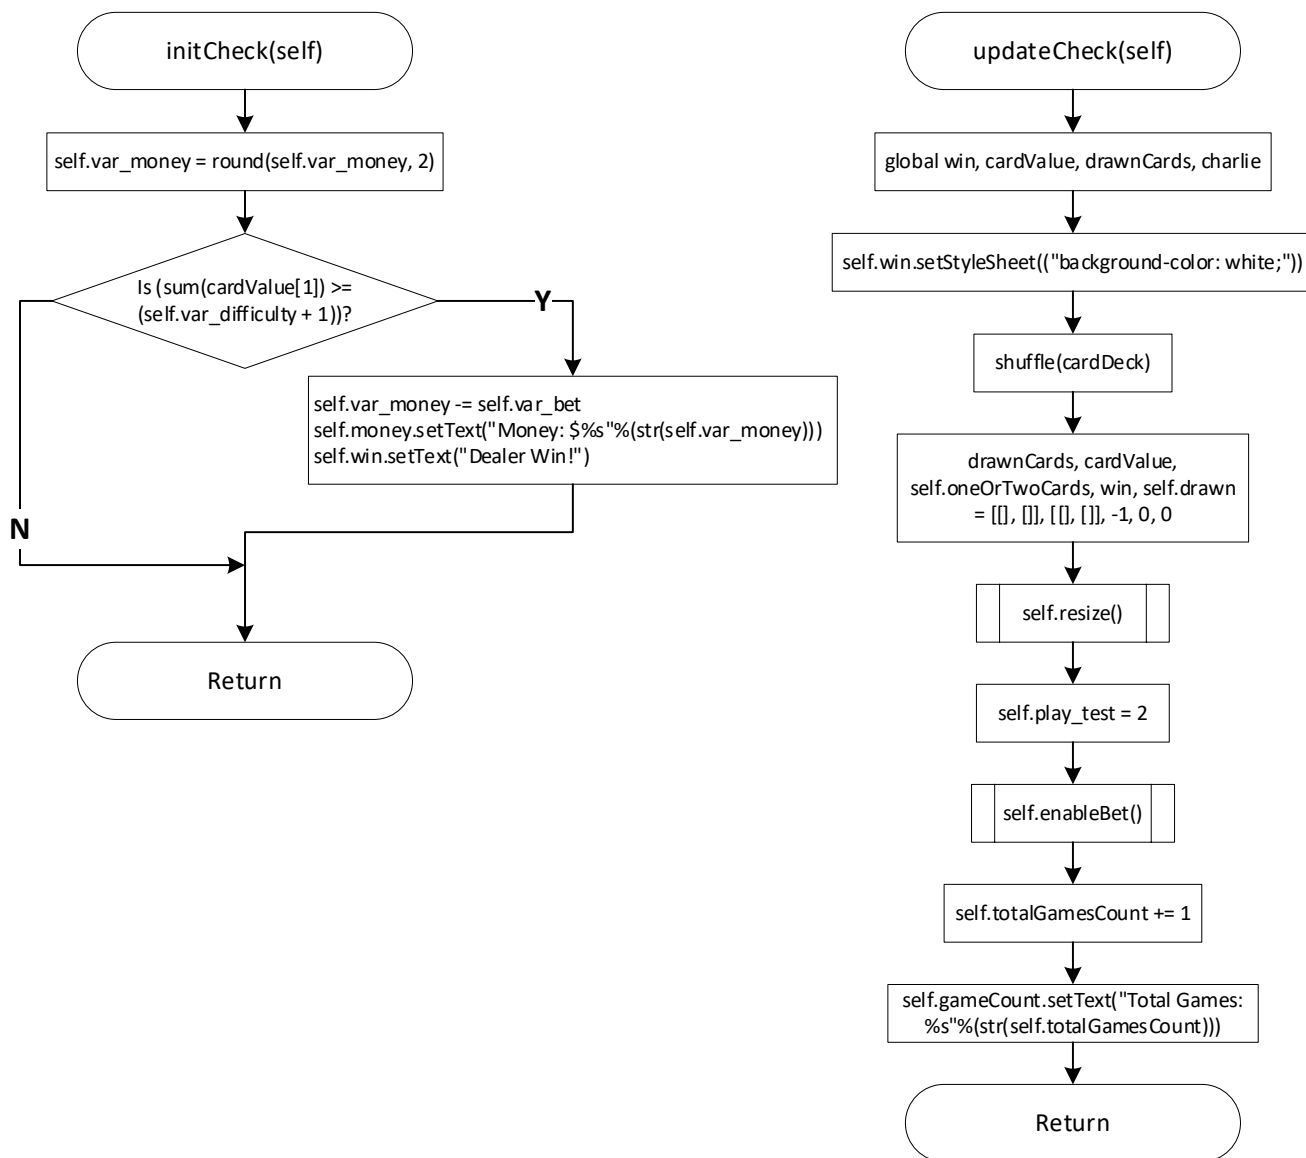 initCheck(self)
self.var_money = round(self.var_money, 2)
Is (sum(cardValue[1]) >=
(self.var_difficulty + 1))?
Y
self.var_money -= self.var_bet
self.money.setText("Money: $%s"%(str(self.var_money)))
self.win.setText("Dealer Win!")
N
Return
updateCheck(self)
global win, cardValue, drawnCards, charlie
self.win.setStyleSheet(("background-color: white;"))
shuffle(cardDeck)
drawnCards, cardValue,
self.oneOrTwoCards, win, self.drawn
= [[], []], [[], []], -1, 0, 0
self.resize()
self.play_test = 2
self.enableBet()
self.totalGamesCount += 1
self.gameCount.setText("Total Games:
%s"%(str(self.totalGamesCount)))
Return